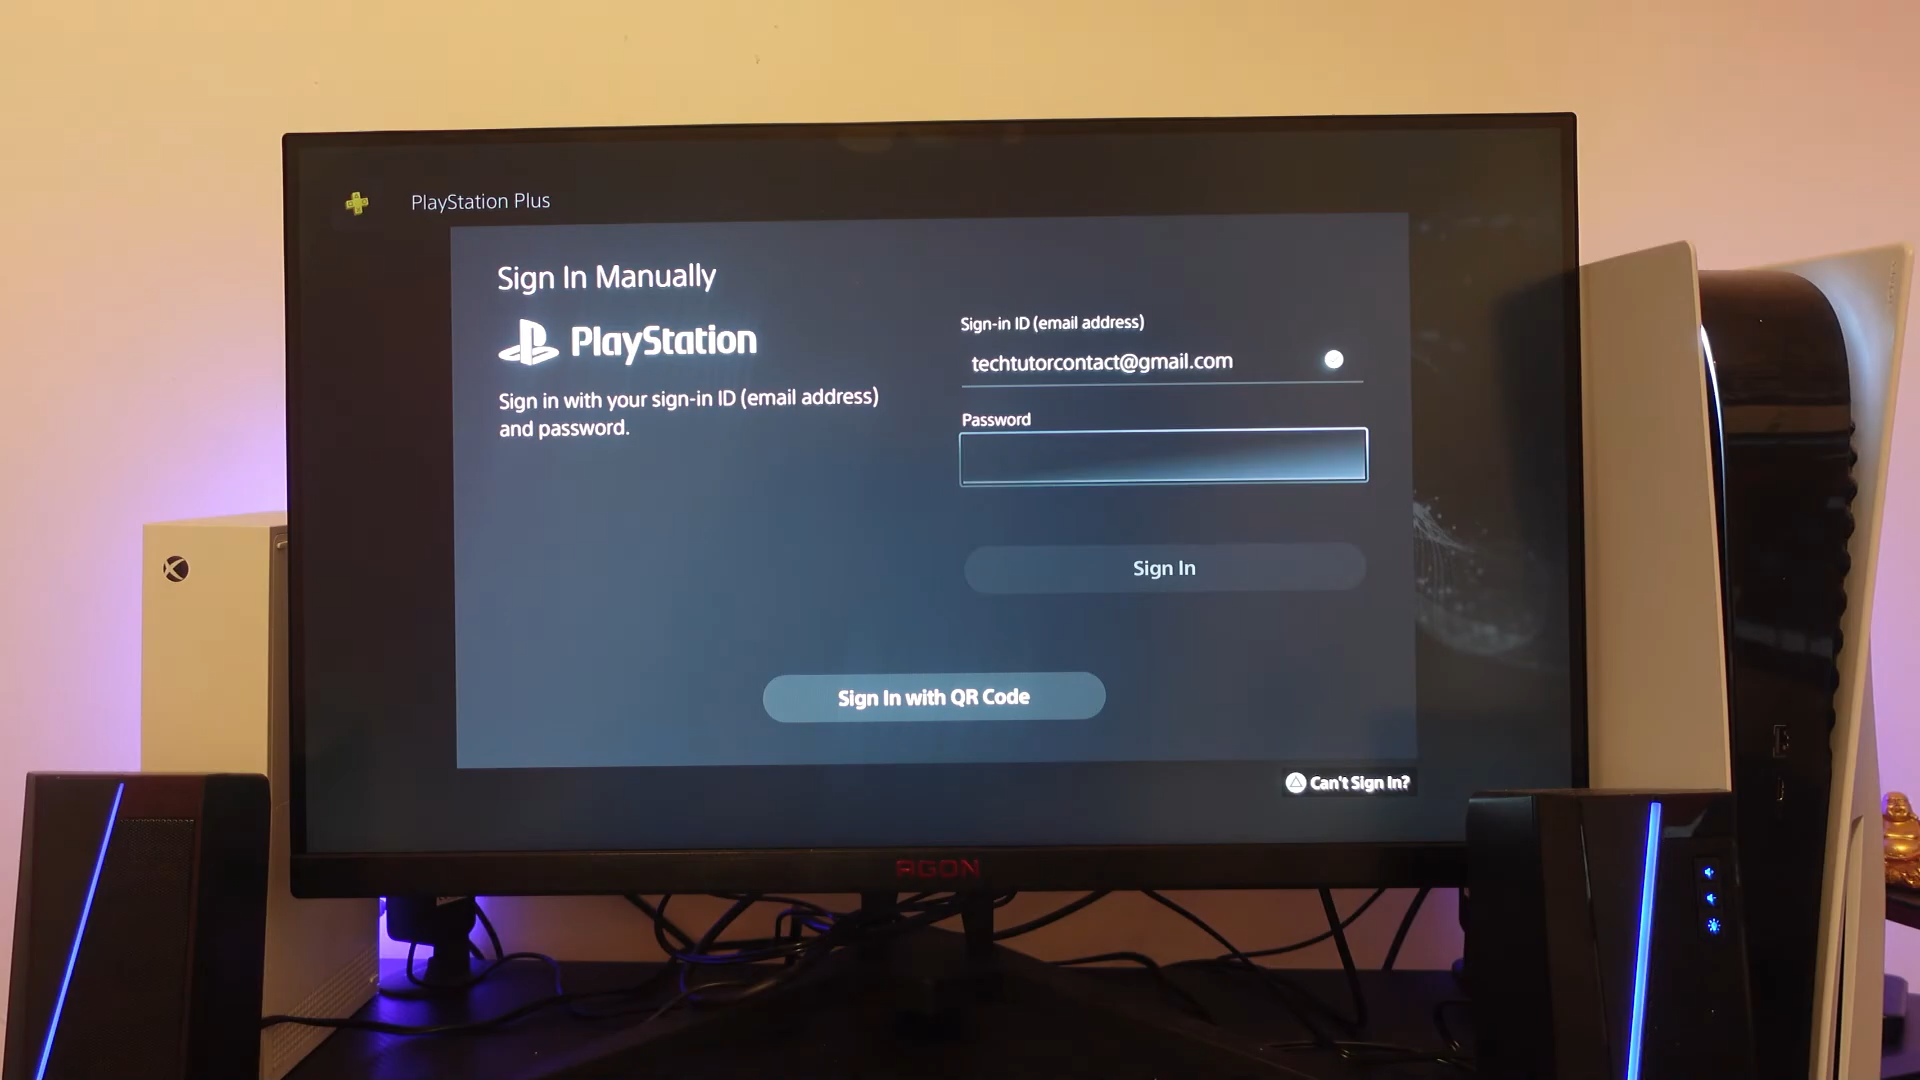 PlayStation Plus
Sign In Manually
PlayStation
Sign in with your sign-in ID (email address)
and password.
Sign-in ID (email address)
techtutorcontact@gmail.com
Password
Sign In
Sign In with QR Code
Can't Sign In?
AGON